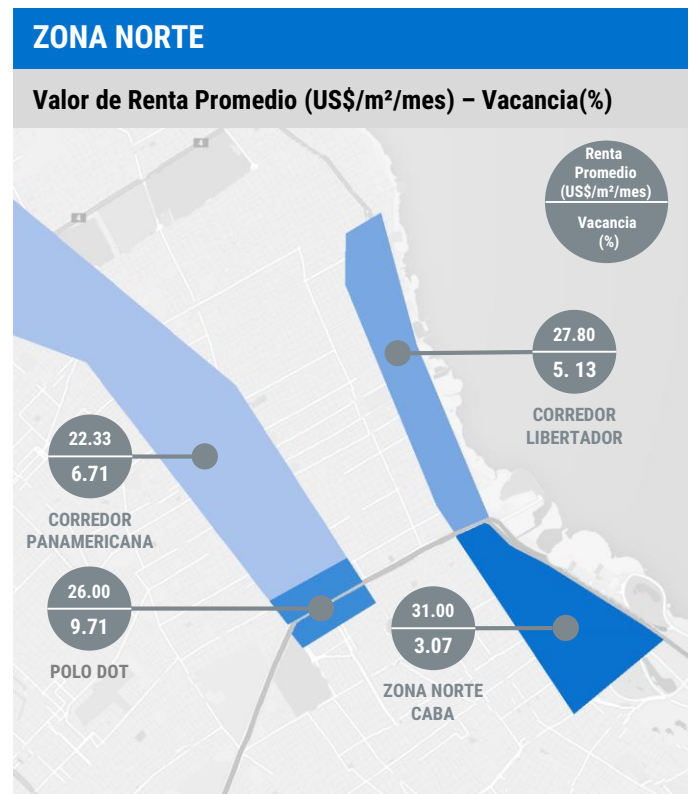 ZONA NORTE
Valor de Renta Promedio (US$/m²/mes) – Vacancia(%)
4
4
Renta
Promedio
(US$/m²/mes)
Vacancia
(%)
27.80
5. 13
CORREDOR
LIBERTADOR
22.33
6.71
CORREDOR
PANAMERICANA
26.00
9.71
POLO DOT
31.00
3.07
ZONA NORTE
CABA